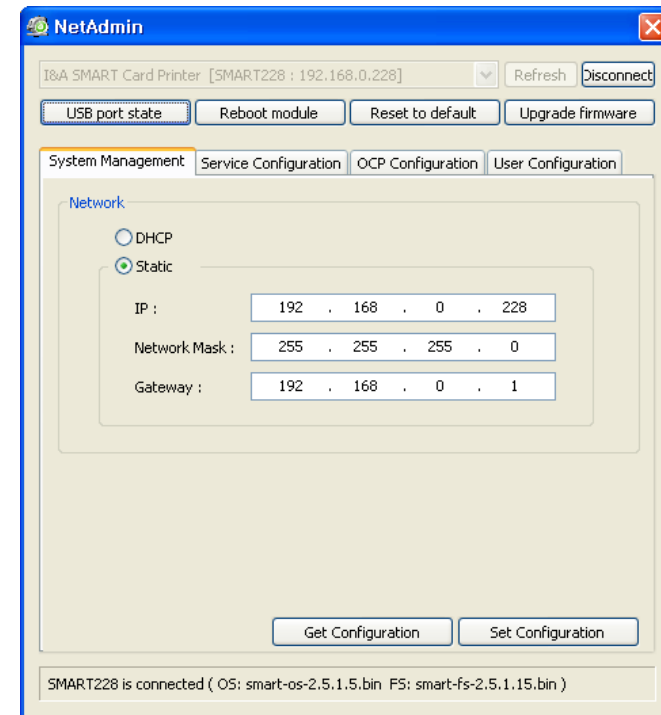 NetAdmin
I&A SMART Card Printer [SMART228 : 192.168.0.228] Refresh Disconnect
USB port state Reboot module Reset to default Upgrade firmware
System Management Service Configuration OCP Configuration User Configuration
Network
DHCP
Static
IP : 192 . 168 . 0 . 228
Network Mask : 255 . 255 . 255 . 0
Gateway : 192 . 168 . 0 . 1
Get Configuration Set Configuration
SMART228 is connected ( OS: smart-os-2.5.1.5.bin FS: smart-fs-2.5.1.15.bin )